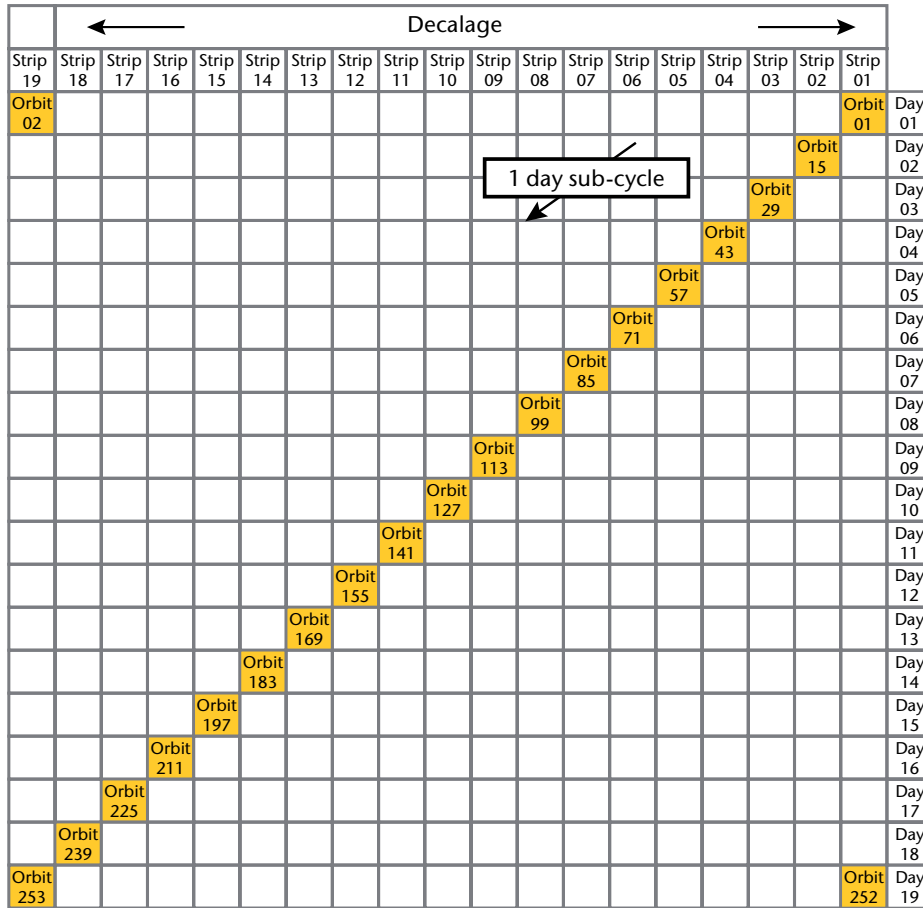 Decalage
Strip Strip Strip Strip Strip Strip Strip Strip Strip Strip Strip Strip Strip Strip Strip Strip Strip Strip Strip
19 18 17 16 15 14 13 12 11 10 09 08 07 06 05 04 03 02 01
Orbit Orbit Day
02 01 01
Orbit Day
15 02
1 day sub-cycle
Orbit Day
29 03
Orbit Day
43 04
Orbit Day
57 05
Orbit Day
71 06
Orbit Day
85 07
Orbit Day
99 08
Orbit Day
113 09
Orbit Day
127 10
Orbit Day
141 11
Orbit Day
155 12
Orbit Day
169 13
Orbit Day
183 14
Orbit Day
197 15
Orbit Day
211 16
Orbit Day
225 17
Orbit Day
239 18
Orbit Orbit Day
253 252 19